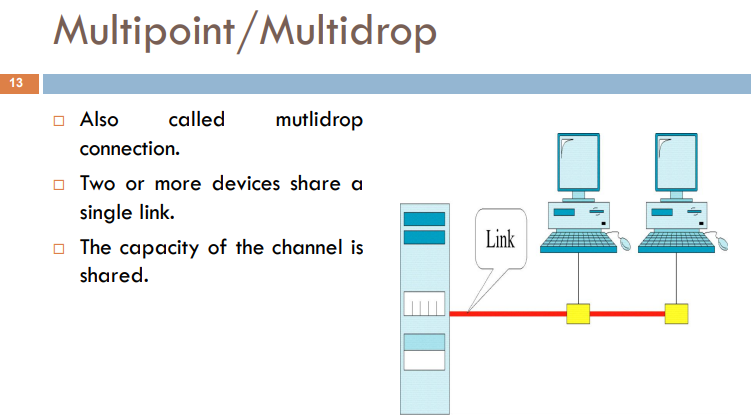 Multipoint/Multidrop
13
Also called mutlidrop
connection.
Two or more devices share a
single link.
The capacity of the channel is
shared.
Link